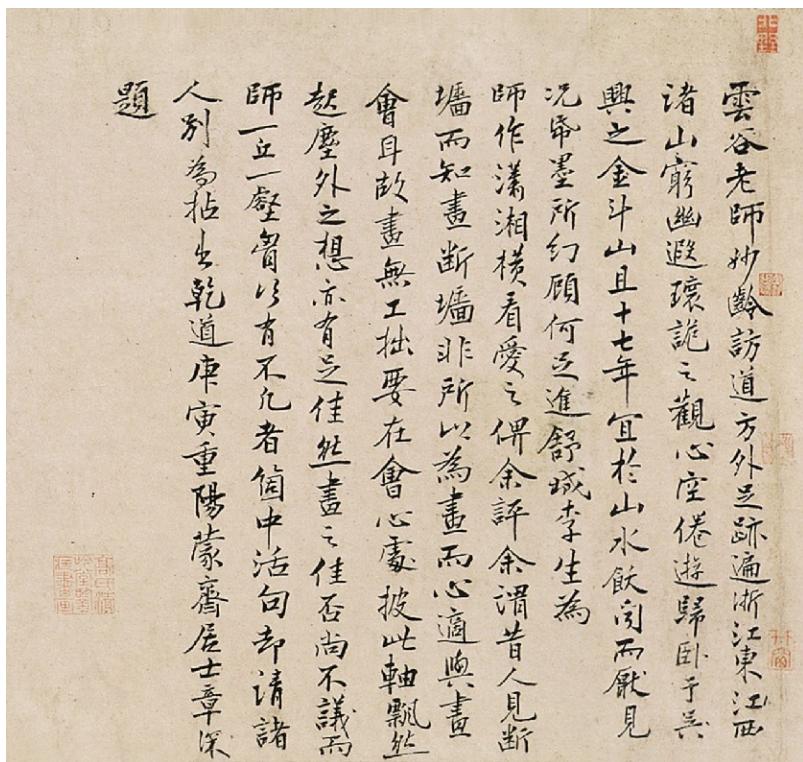 雲谷老師妙齡訪道方外足跡遍浙江東江西
諸山窮幽遐瓌詭之觀心空倦遊歸卧于吳
興之金斗山且十七年宜於山水飫聞而厭見
况帋墨所幻顧何足進舒城李生為
師作瀟湘横看愛之俾余評余謂昔人見斷
墻而知畫断墻非所以為畫而心適與畫
會耳故畫無工拙要在會心處披此軸飄然
起塵外之想亦有足佳然畫之佳否尚不議而
師一丘一壑胷次有不凡者箇中活句却請諸
人别為拈出乾道庚寅重陽蒙齋居士章深
題